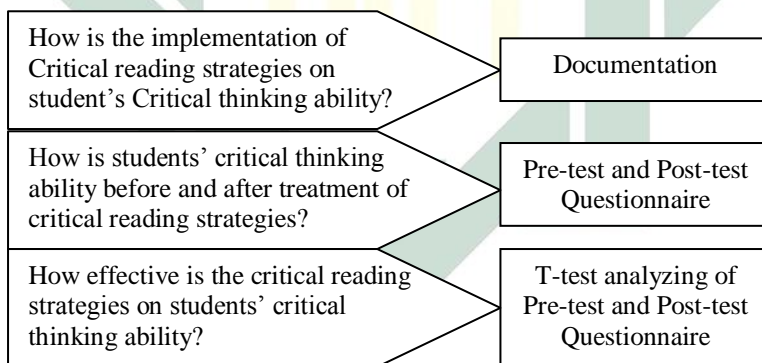 How is the implementation of
Critical reading strategies on
student's Critical thinking ability?
Documentation
How is students' critical thinking
ability before and after treatment of
critical reading strategies?
Pre-test and Post-test
Questionnaire
How effective is the critical reading
strategies on students' critical
thinking ability?
T-test analyzing of
Pre-test and Post-test
Questionnaire